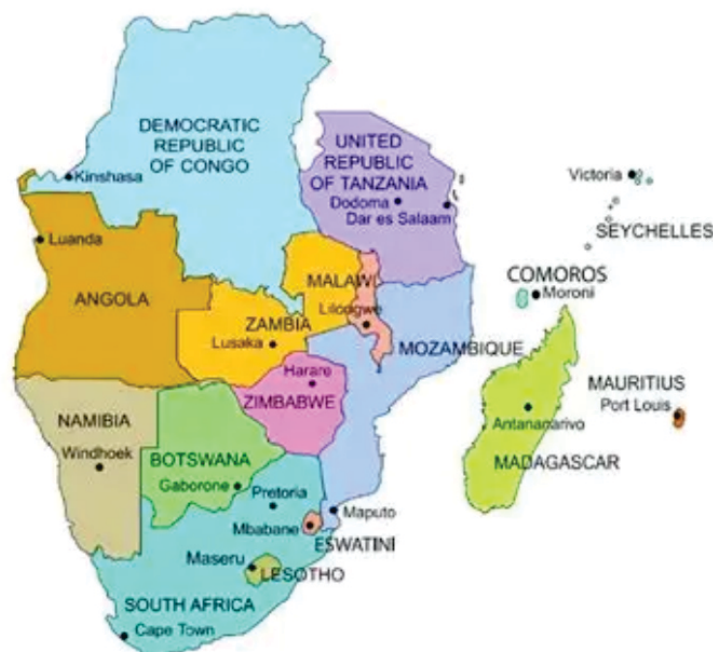 DEMOCRATIC
REPUBLIC
OF CONGO
Kinshasa
UNITED
REPUBLIC
OF TANZANIA
Dodoma
Dar es Salaam
Victoria
SEYCHELLES
Luanda
ANGOLA
MALAWI
Lilongwe
COMOROS
Moroni
ZAMBIA
Lusaka
MOZAMBIQUE
Harare
ZIMBABWE
MAURITIUS
Port Louis
NAMIBIA
Windhoek
Antananarivo
MADAGASCAR
BOTSWANA
Gaborone
Pretoria
Maputo
Mbabane
ESWATINI
Maseru
LESOTHO
SOUTH AFRICA
Cape Town